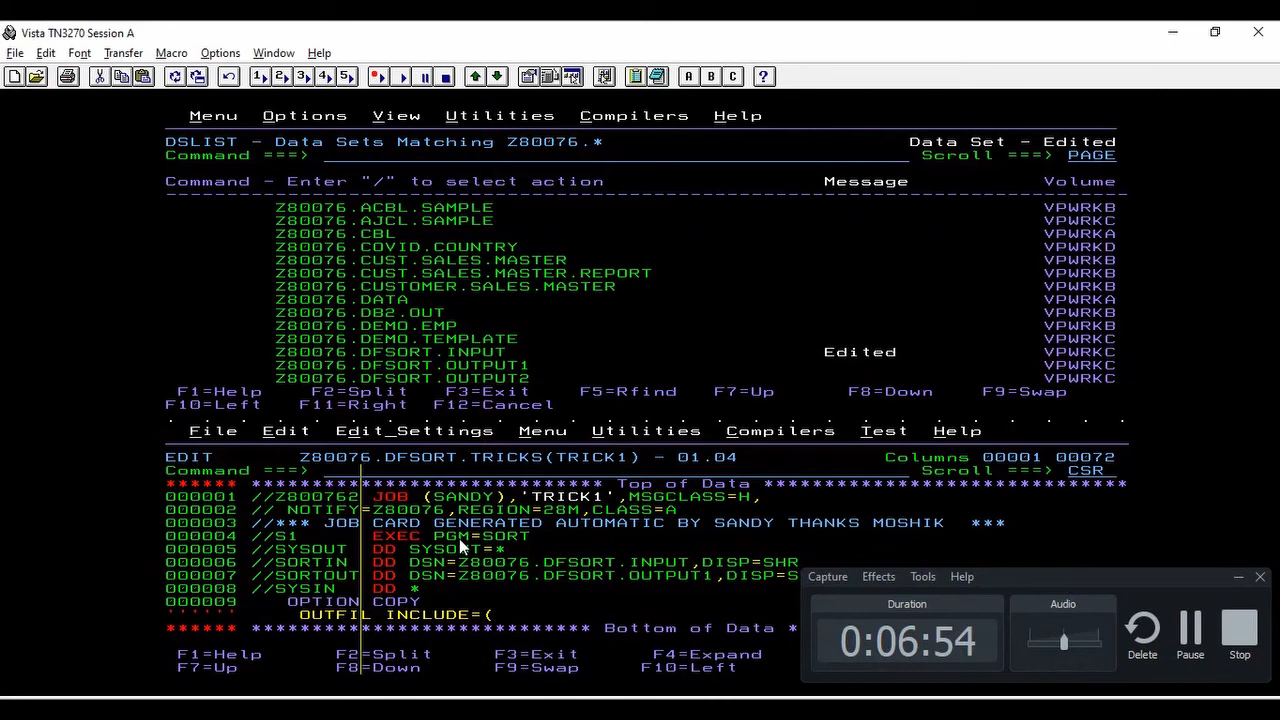 Vista TN3270 Session A
File Edit Font Transfer Macro Options Window Help
1 2 3 4 5 A B C ?
Menu Options View Utilities Compilers Help
DSLIST - Data Sets Matching Z80076.* Data Set - Edited
Command ===> Scroll ===> PAGE
Command - Enter "/" to select action Message Volume
Z80076.ACBL.SAMPLE VPWRKB
Z80076.AJCL.SAMPLE VPWRKC
Z80076.CBL VPWRKA
Z80076.COVID.COUNTRY VPWRKD
Z80076.CUST.SALES.MASTER VPWRKB
Z80076.CUST.SALES.MASTER.REPORT VPWRKB
Z80076.CUSTOMER.SALES.MASTER VPWRKB
Z80076.DATA VPWRKA
Z80076.DB2.OUT VPWRKB
Z80076.DEMO.EMP VPWRKB
Z80076.DEMO.TEMPLATE VPWRKC
Z80076.DFSORT.INPUT Edited VPWRKC
Z80076.DFSORT.OUTPUT1 VPWRKC
Z80076.DFSORT.OUTPUT2 VPWRKC
F1=Help F2=Split F3=Exit F5=Rfind F7=Up F8=Down F9=Swap
F10=Left F11=Right F12=Cancel
File Edit Edit_Settings Menu Utilities Compilers Test Help
EDIT Z80076.DFSORT.TRICKS(TRICK1) - 01.04 Columns 00001 00072
Command ===> Scroll ===> CSR
****** ***************************** Top of Data ******************************
000001 //Z800762 JOB (SANDY),'TRICK1',MSGCLASS=H,
000002 // NOTIFY=Z80076,REGION=28M,CLASS=A
000003 //*** JOB CARD GENERATED AUTOMATIC BY SANDY THANKS MOSHIK ***
000004 //S1 EXEC PGM=SORT
000005 //SYSOUT DD SYSOUT=*
000006 //SORTIN DD DSN=Z80076.DFSORT.INPUT,DISP=SHR
000007 //SORTOUT DD DSN=Z80076.DFSORT.OUTPUT1,DISP=S
000008 //SYSIN DD *
000009 OPTION COPY
'''''' OUTFIL INCLUDE=(
****** **************************** Bottom of Data *
F1=Help F2=Split F3=Exit F4=Expand
F7=Up F8=Down F9=Swap F10=Left
Capture Effects Tools Help
Duration Audio
0:06:54
Delete Pause Stop